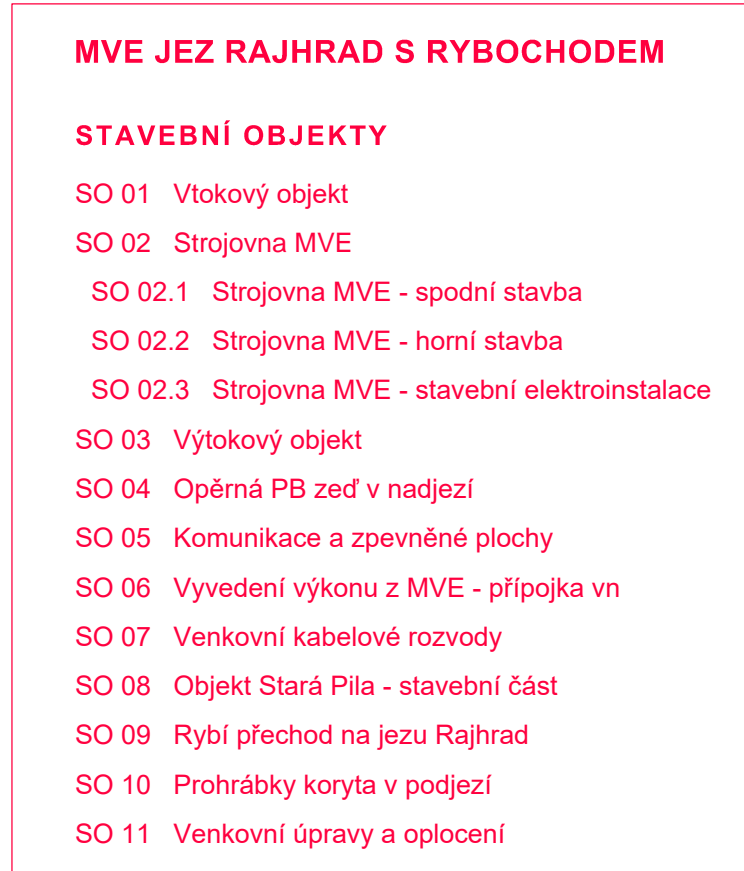 MVE JEZ RAJHRAD S RYBOCHODEM
STAVEBNÍ OBJEKTY
SO 01 Vtokový objekt
SO 02 Strojovna MVE
SO 02.1 Strojovna MVE - spodní stavba
SO 02.2 Strojovna MVE - horní stavba
SO 02.3 Strojovna MVE - stavební elektroinstalace
SO 03 Výtokový objekt
SO 04 Opěrná PB zeď v nadjezí
SO 05 Komunikace a zpevněné plochy
SO 06 Vyvedení výkonu z MVE - přípojka vn
SO 07 Venkovní kabelové rozvody
SO 08 Objekt Stará Pila - stavební část
SO 09 Rybí přechod na jezu Rajhrad
SO 10 Prohrábky koryta v podjezí
SO 11 Venkovní úpravy a oplocení